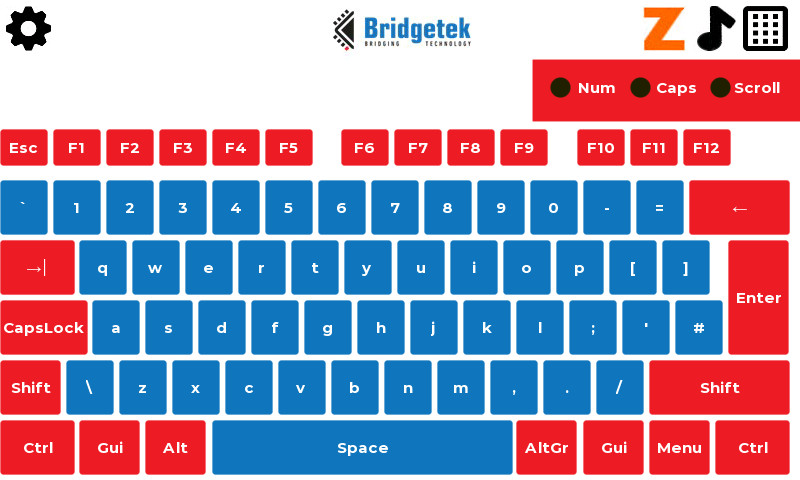 Bridgetek
BRIDGING TECHNOLOGY
Z
Num Caps Scroll
Esc F1 F2 F3 F4 F5 F6 F7 F8 F9 F10 F11 F12
` 1 2 3 4 5 6 7 8 9 0 - = ←
→| q w e r t y u i o p [ ]
Enter
CapsLock a s d f g h j k l ; ' #
Shift \ z x c v b n m , . / Shift
Ctrl Gui Alt Space AltGr Gui Menu Ctrl